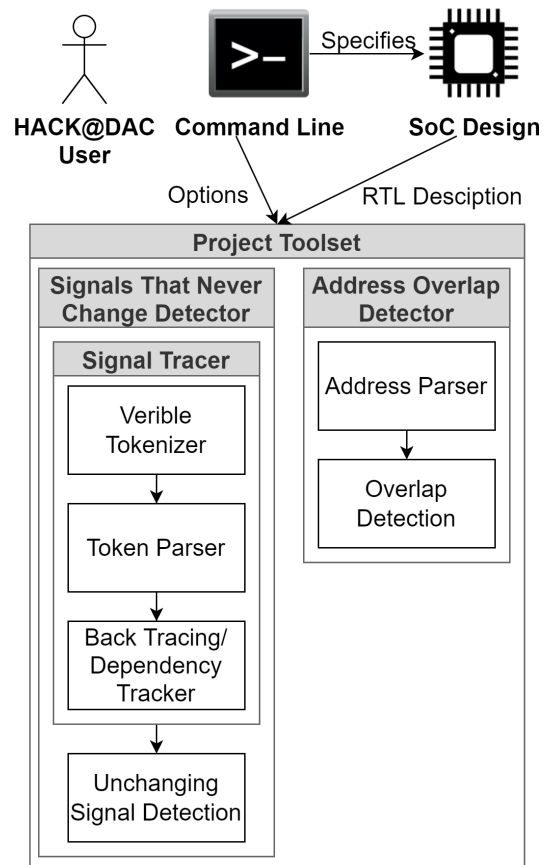 Specifies
HACK@DAC
User
Command Line
SoC Design
Options
RTL Desciption
Project Toolset
Signals That Never
Change Detector
Signal Tracer
Verible
Tokenizer
Token Parser
Back Tracing/
Dependency
Tracker
Unchanging
Signal Detection
Address Overlap
Detector
Address Parser
Overlap
Detection